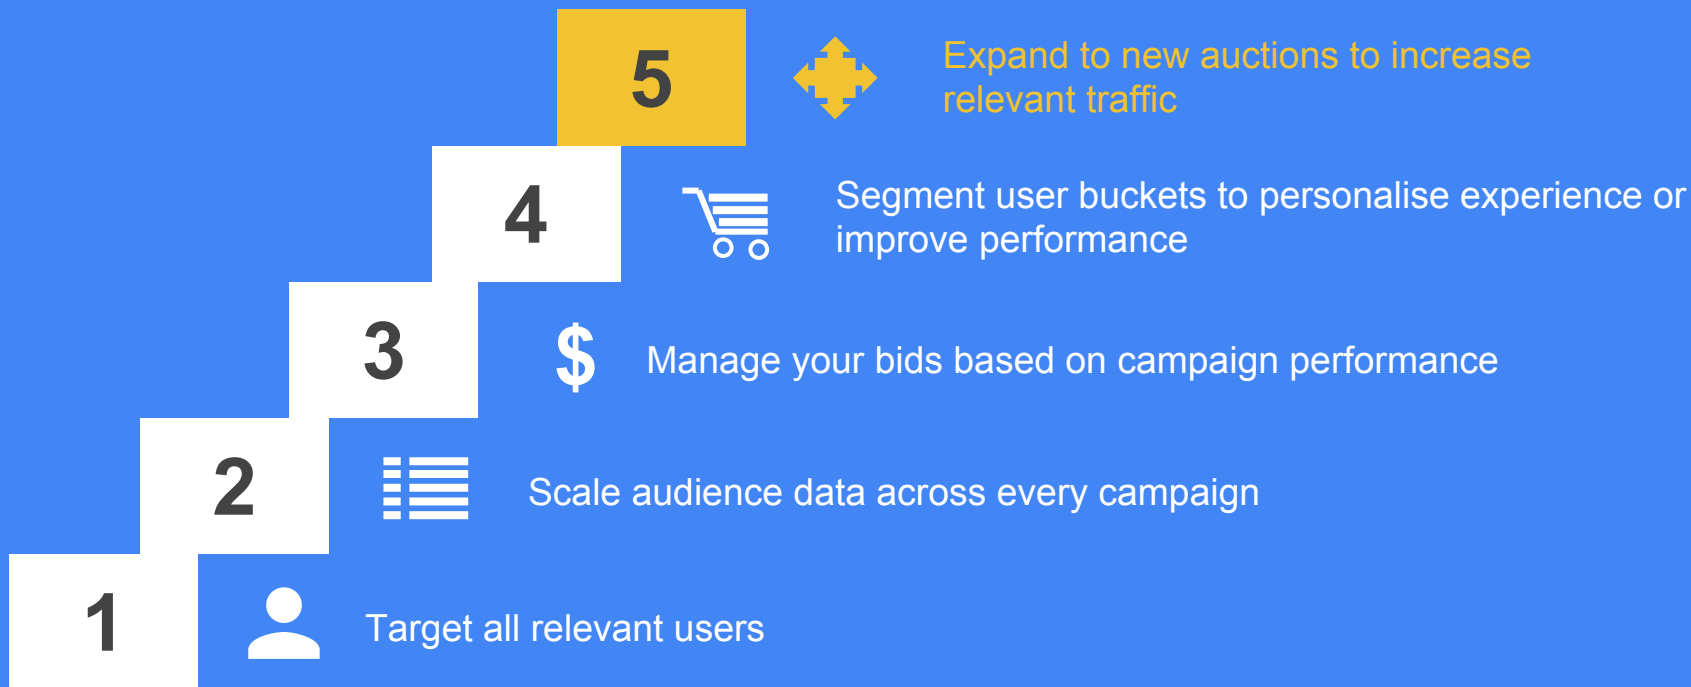 5
Expand to new auctions to increase
relevant traffic
4
Segment user buckets to personalise experience or
improve performance
3
$
Manage your bids based on campaign performance
2
Scale audience data across every campaign
1
Target all relevant users